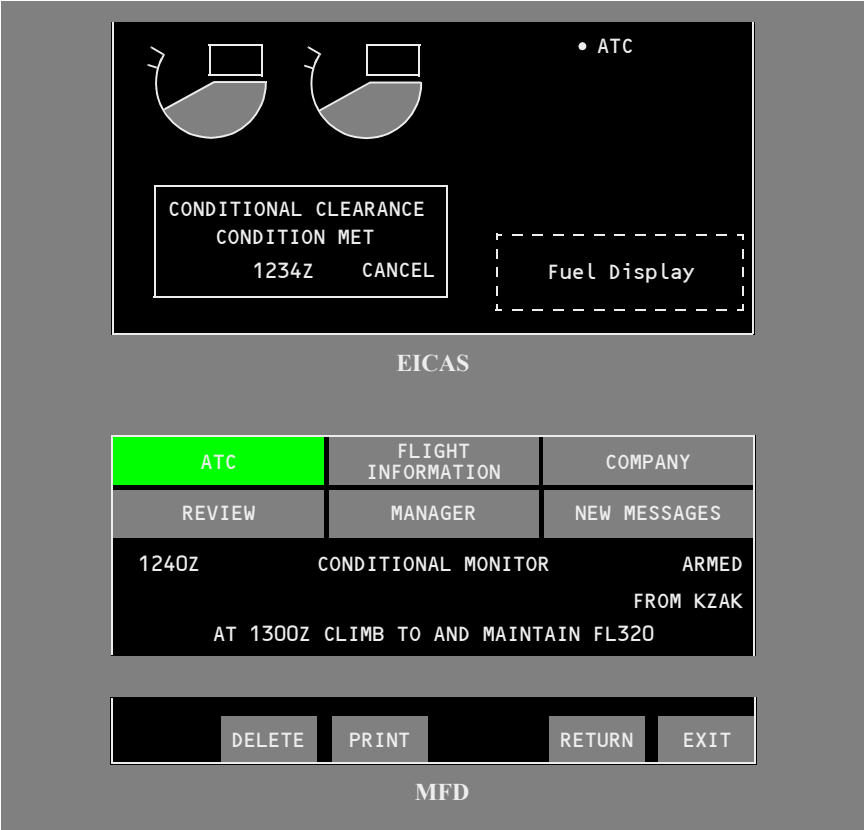 • ATC
CONDITIONAL CLEARANCE
CONDITION MET
1234Z CANCEL
Fuel Display
EICAS
ATC
FLIGHT
INFORMATION
COMPANY
REVIEW
MANAGER
NEW MESSAGES
1240Z CONDITIONAL MONITOR ARMED
FROM KZAK
AT 1300Z CLIMB TO AND MAINTAIN FL320
DELETE PRINT RETURN EXIT
MFD